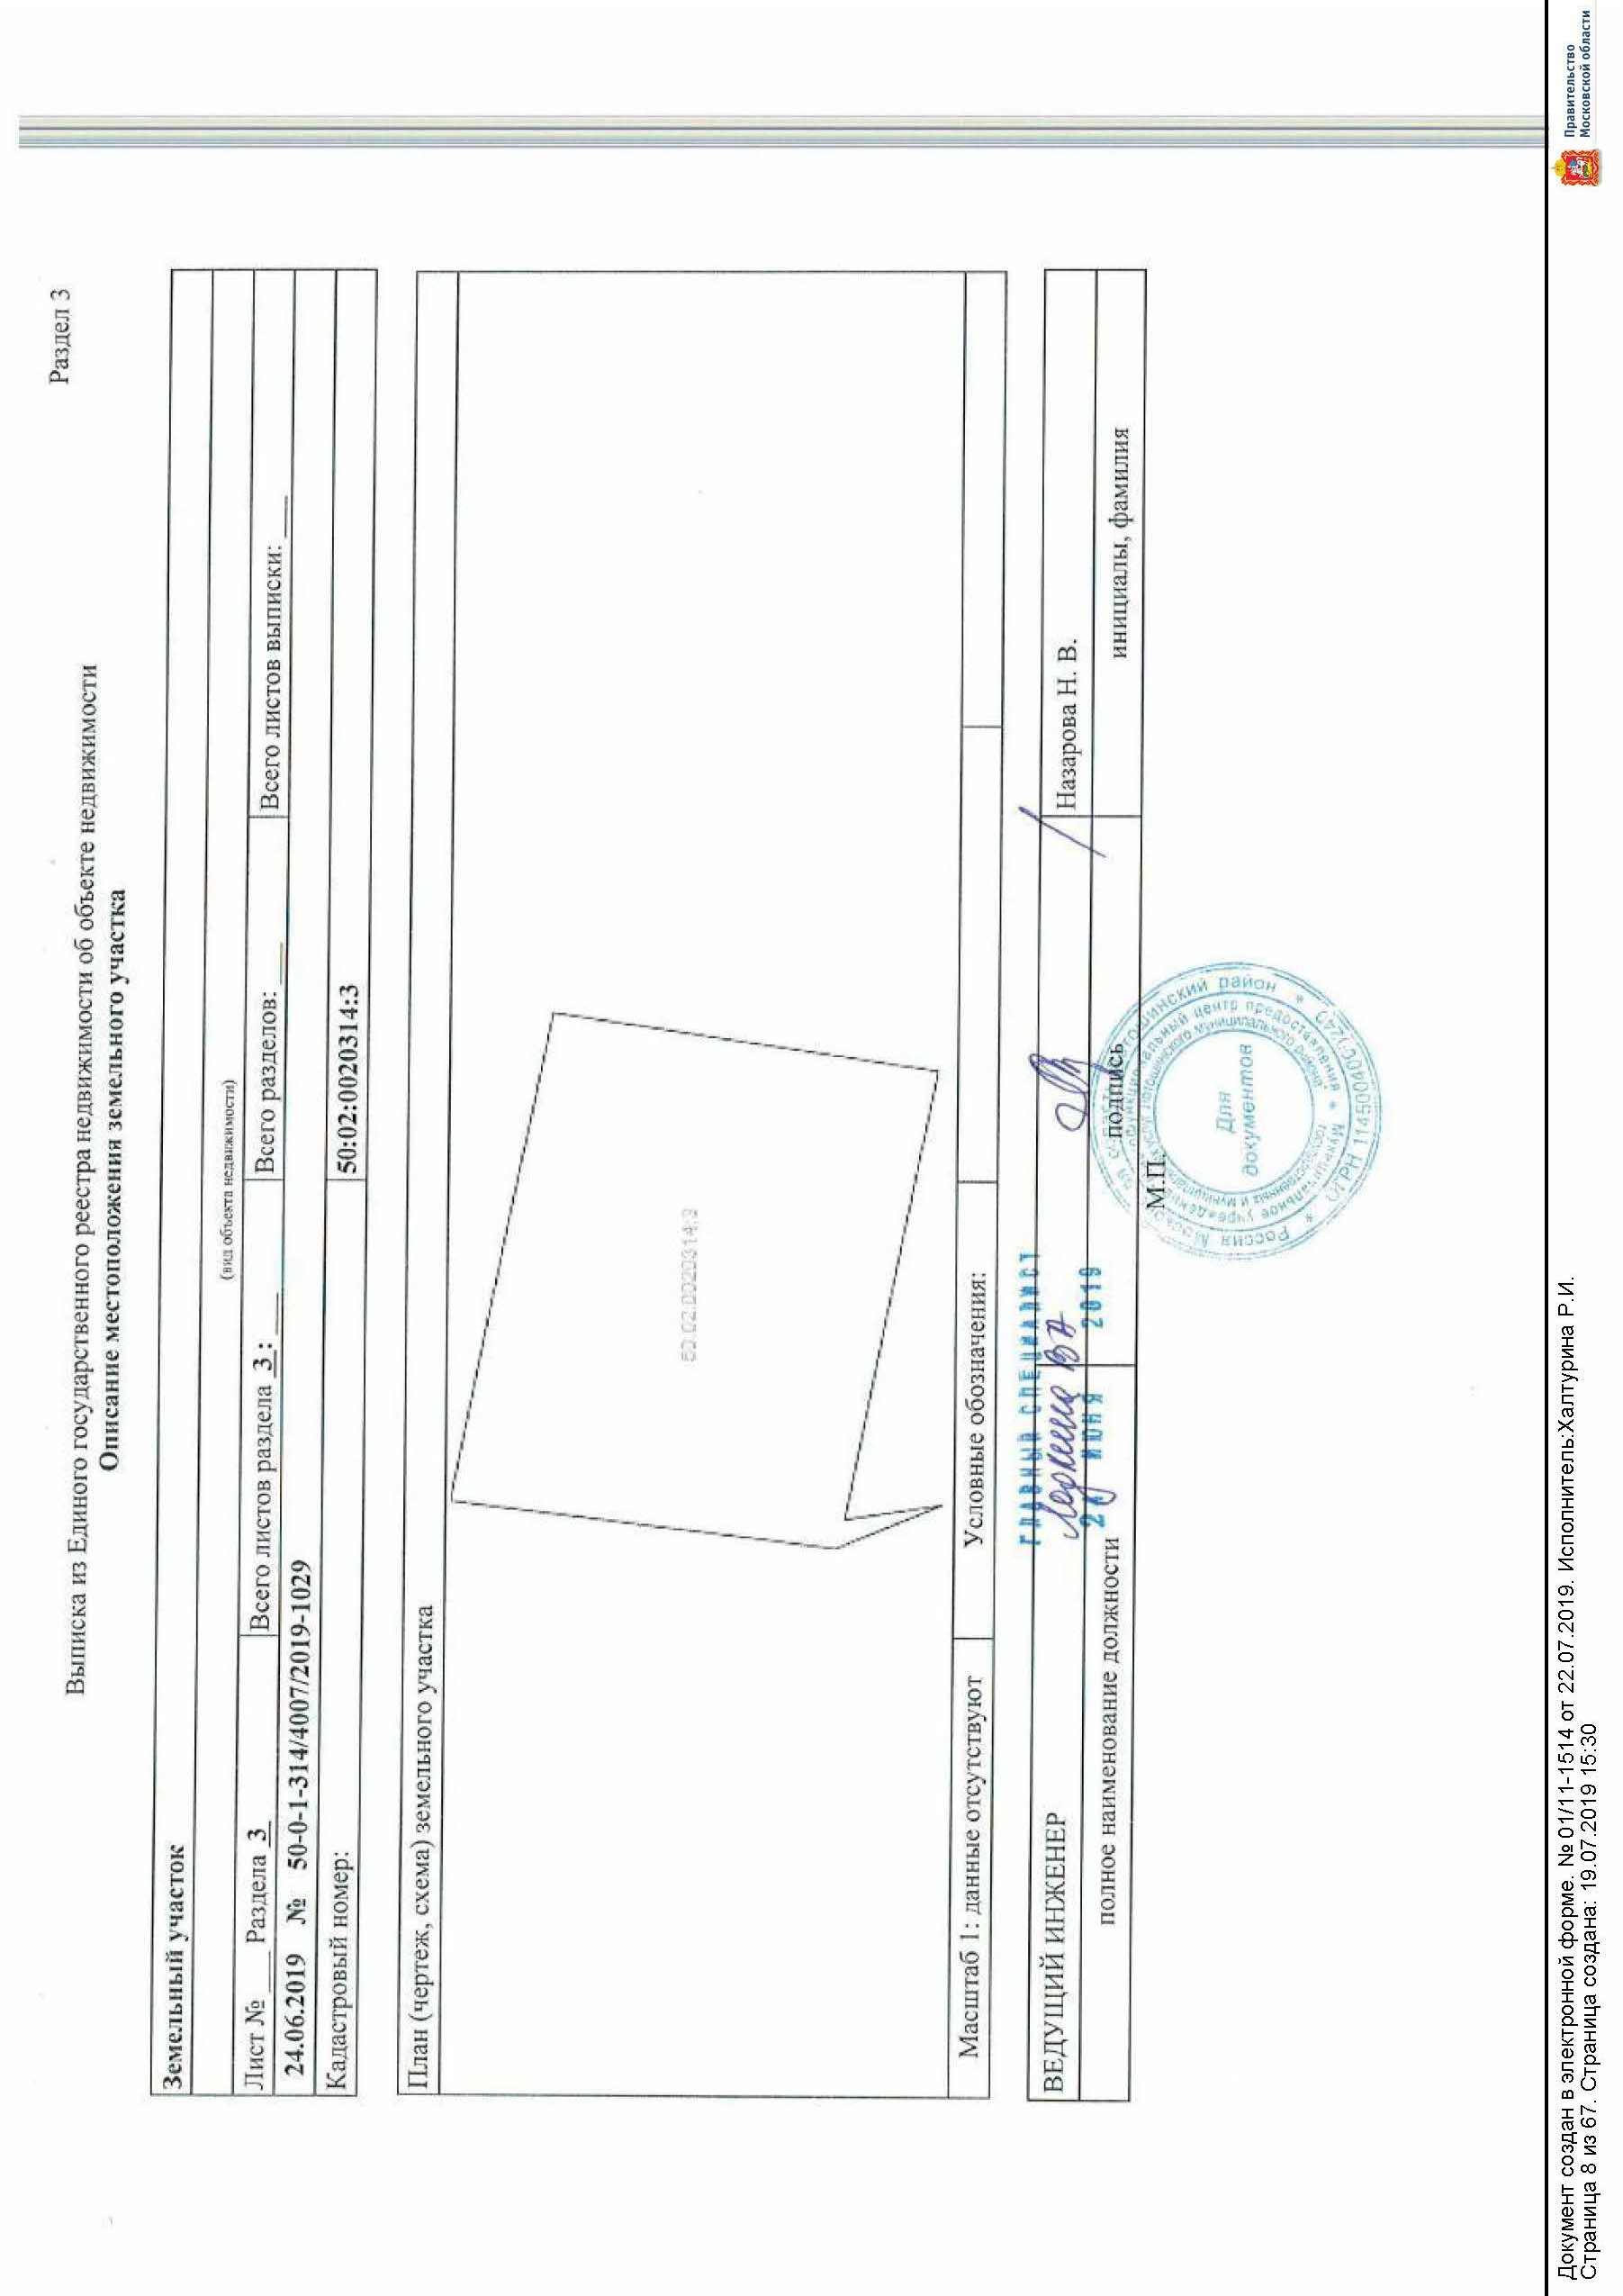 Раздел 3
Выписка из Единого государственного реестра недвижимости об объекте недвижимости
Описание местоположения земельного участка
Земельный участок
(вид объекта недвижимости)
Лист № ___ Раздела 3 Всего листов раздела 3 : ___ Всего разделов: ___ Всего листов выписки: ___
24.06.2019 № 50-0-1-314/4007/2019-1029
Кадастровый номер: 50:02:0020314:3
План (чертеж, схема) земельного участка
50:02:0020314:3
Масштаб 1: данные отсутствуют Условные обозначения:
ГЛАВНЫЙ СПЕЦИАЛИСТ
ВЕДУЩИЙ ИНЖЕНЕР Назарова Н. В.
ИЮНЯ 2019
полное наименование должности подпись инициалы, фамилия
М.П.
Для
документов
Документ создан в электронной форме. № 01/11-1514 от 22.07.2019. Исполнитель:Халтурина Р.И.
Страница 8 из 67. Страница создана: 19.07.2019 15:30
Правительство
Московской области